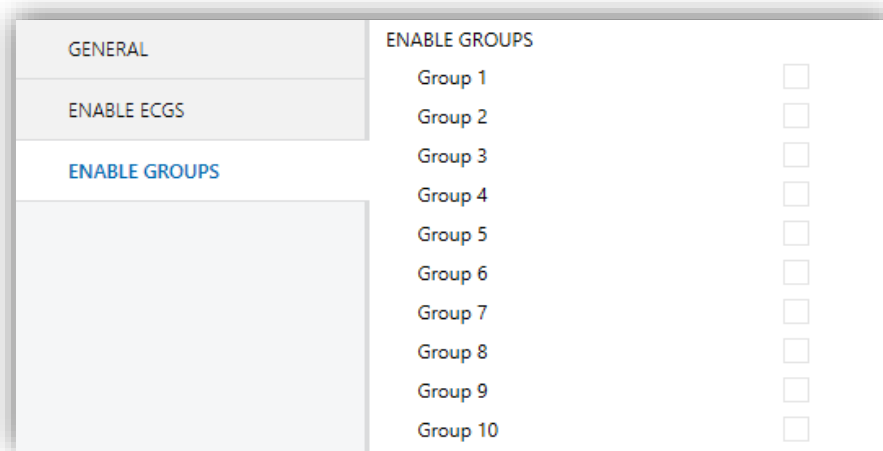 GENERAL
ENABLE ECGS
ENABLE GROUPS
ENABLE GROUPS
Group 1
Group 2
Group 3
Group 4
Group 5
Group 6
Group 7
Group 8
Group 9
Group 10